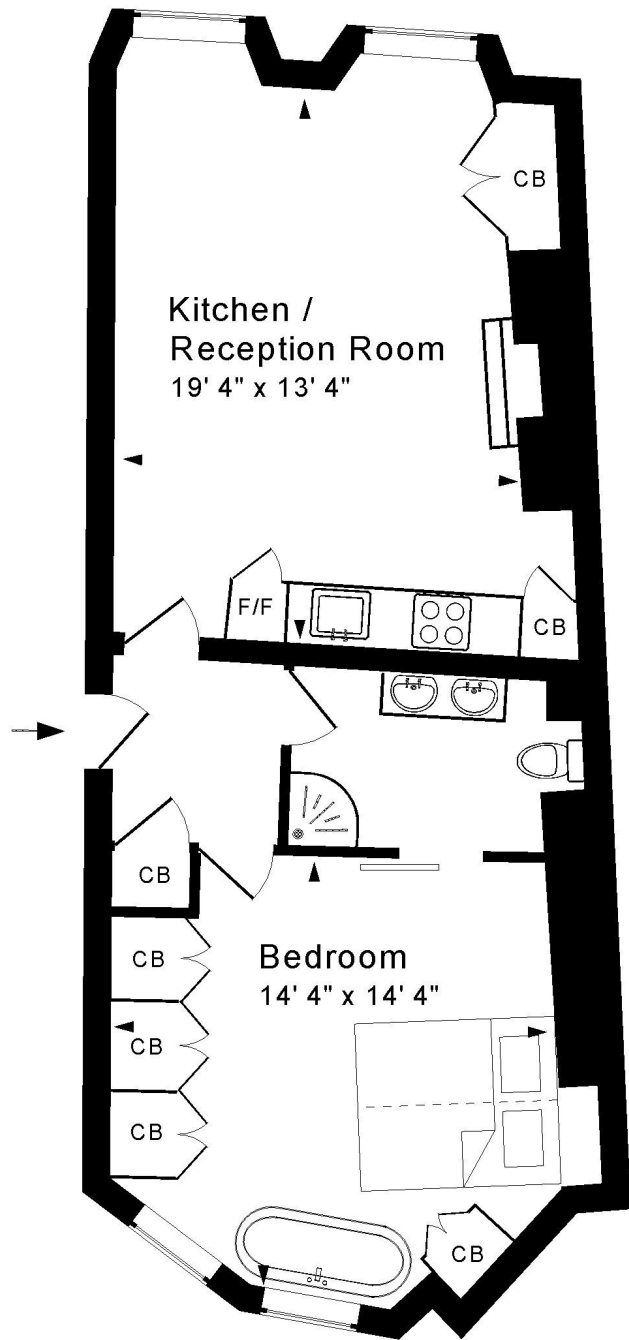 CB
Kitchen /
Reception Room
19' 4" x 13' 4"
F/F
CB
CB
CB
Bedroom
14' 4" x 14' 4"
CB
CB
CB